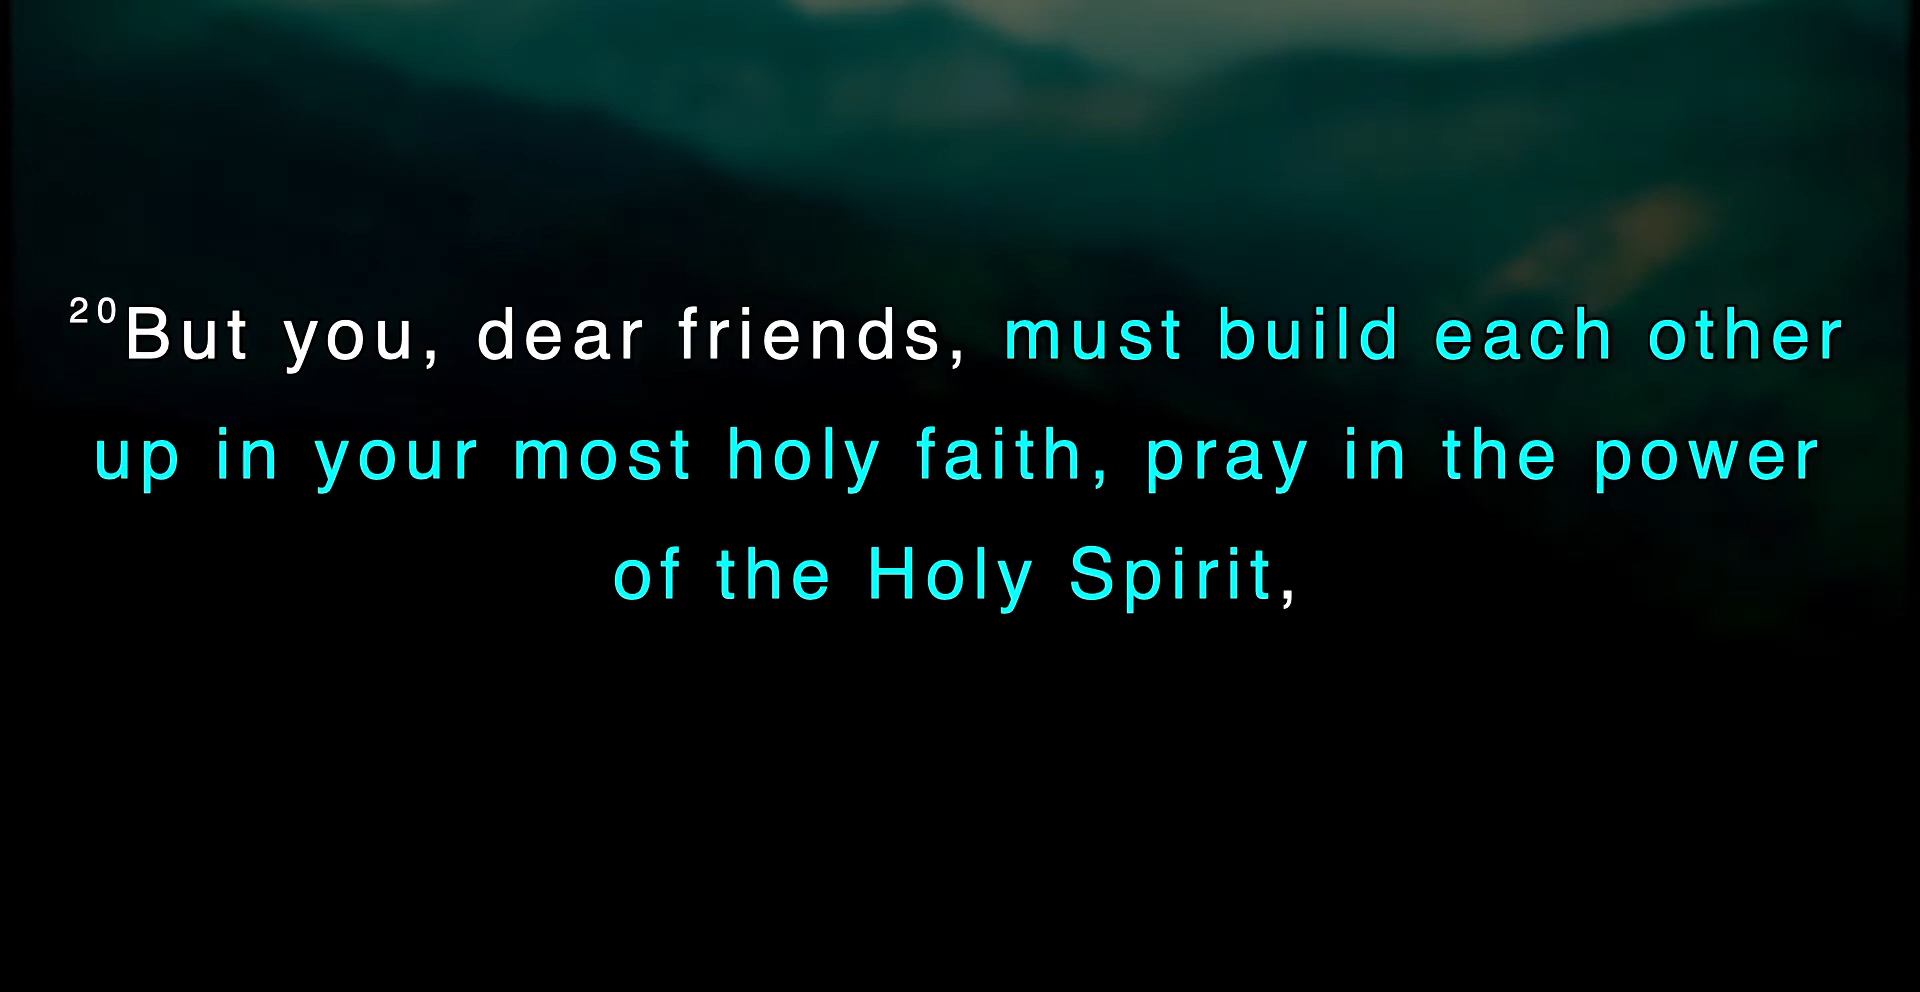 20But you, dear friends, must build each other
up in your most holy faith, pray in the power
of the Holy Spirit,